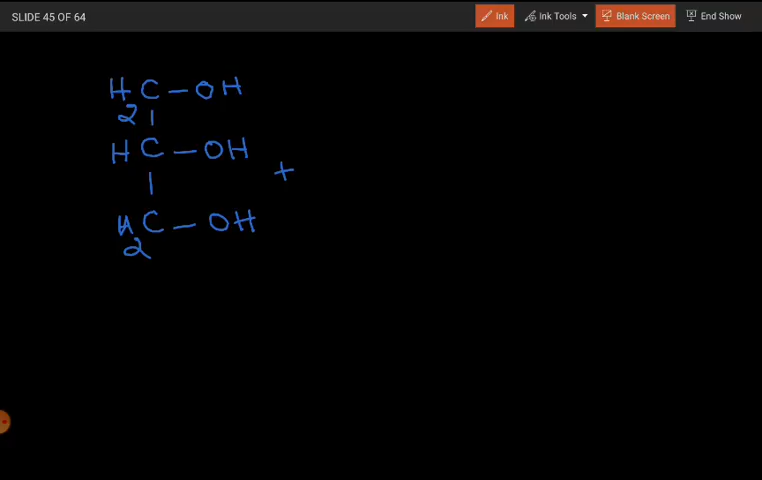 SLIDE 45 OF 64 Ink Ink Tools Blank Screen End Show
H C - OH
2 |
H C - OH
| +
H C - OH
2